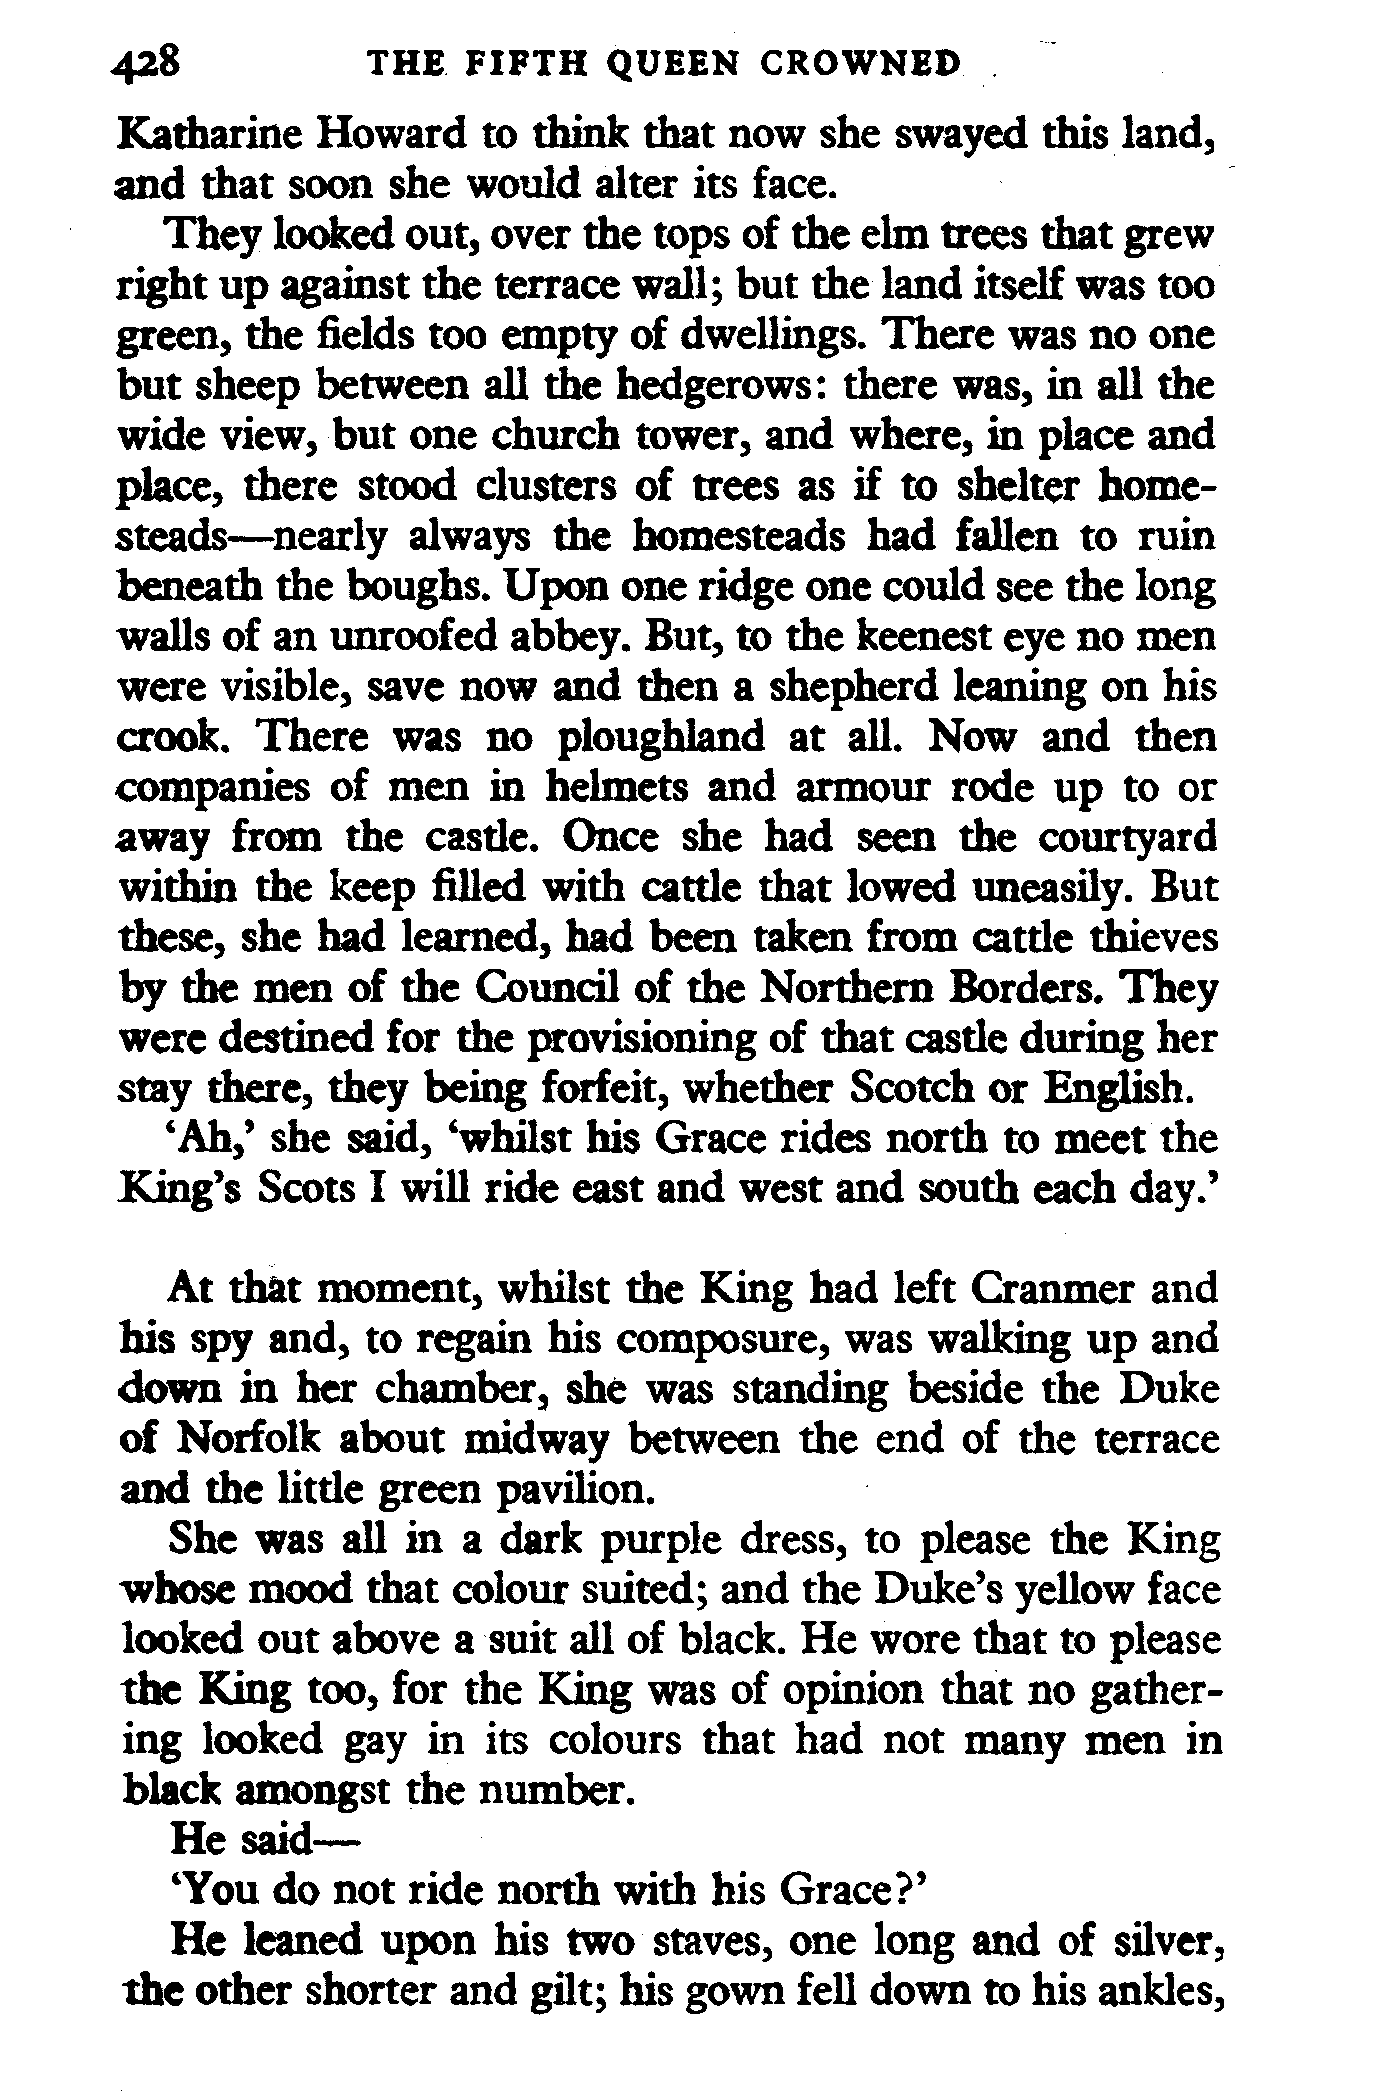 428 THE FIFTH QUEEN CROWNED
Katharine Howard to think that now she swayed this land,
and that soon she would alter its face.
They looked out, over the tops of the elm trees that grew
right up against the terrace wall; but the land itself was too
green, the fields too empty of dwellings. There was no one
but sheep between all the hedgerows: there was, in all the
wide view, but one church tower, and where, in place and
place, there stood clusters of trees as if to shelter home-
steads—nearly always the homesteads had fallen to ruin
beneath the boughs. Upon one ridge one could see the long
walls of an unroofed abbey. But, to the keenest eye no men
were visible, save now and then a shepherd leaning on his
crook. There was no ploughland at all. Now and then
companies of men in helmets and armour rode up to or
away from the castle. Once she had seen the courtyard
within the keep filled with cattle that lowed uneasily. But
these, she had learned, had been taken from cattle thieves
by the men of the Council of the Northern Borders. They
were destined for the provisioning of that castle during her
stay there, they being forfeit, whether Scotch or English.
‘Ah,’ she said, ‘whilst his Grace rides north to meet the
King’s Scots I will ride east and west and south each day.’
At that moment, whilst the King had left Cranmer and
his spy and, to regain his composure, was walking up and
down in her chamber, she was standing beside the Duke
of Norfolk about midway between the end of the terrace
and the little green pavilion.
She was all in a dark purple dress, to please the King
whose mood that colour suited; and the Duke’s yellow face
looked out above a suit all of black. He wore that to please
the King too, for the King was of opinion that no gather-
ing looked gay in its colours that had not many men in
black amongst the number.
He said—
‘You do not ride north with his Grace?’
He leaned upon his two staves, one long and of silver,
the other shorter and gilt; his gown fell down to his ankles,